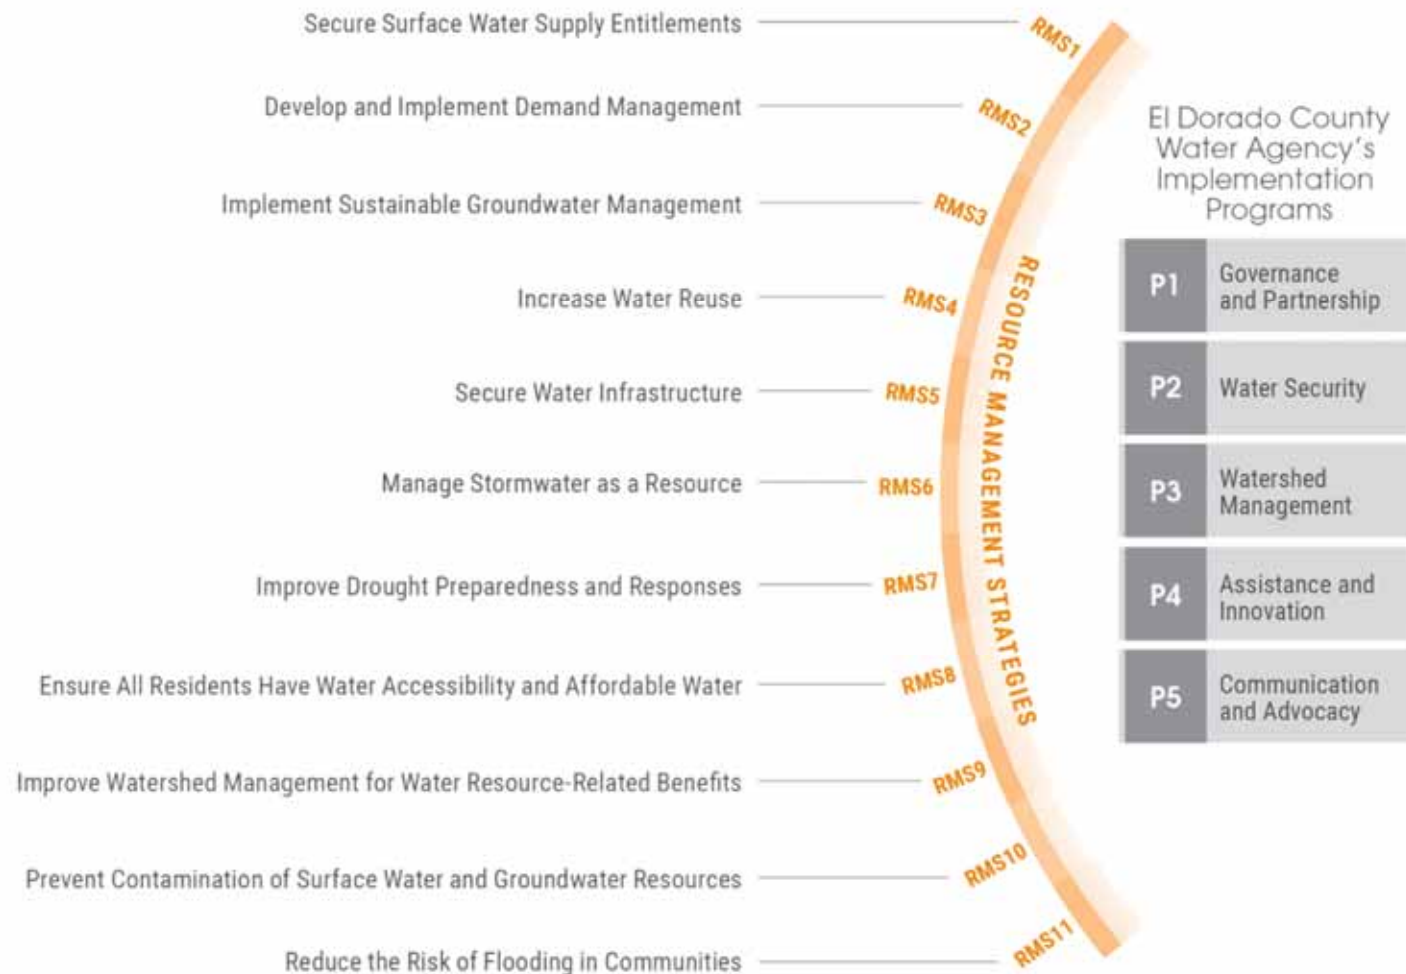 Secure Surface Water Supply Entitlements RMS1
Develop and Implement Demand Management RMS2
Implement Sustainable Groundwater Management RMS3
Increase Water Reuse RMS4
Secure Water Infrastructure RMS5
Manage Stormwater as a Resource RMS6
Improve Drought Preparedness and Responses RMS7
Ensure All Residents Have Water Accessibility and Affordable Water RMS8
Improve Watershed Management for Water Resource-Related Benefits RMS9
Prevent Contamination of Surface Water and Groundwater Resources RMS10
Reduce the Risk of Flooding in Communities RMS11
RESOURCE MANAGEMENT STRATEGIES
El Dorado County
Water Agency's
Implementation
Programs
P1 Governance
and Partnership
P2 Water Security
P3 Watershed
Management
P4 Assistance and
Innovation
P5 Communication
and Advocacy